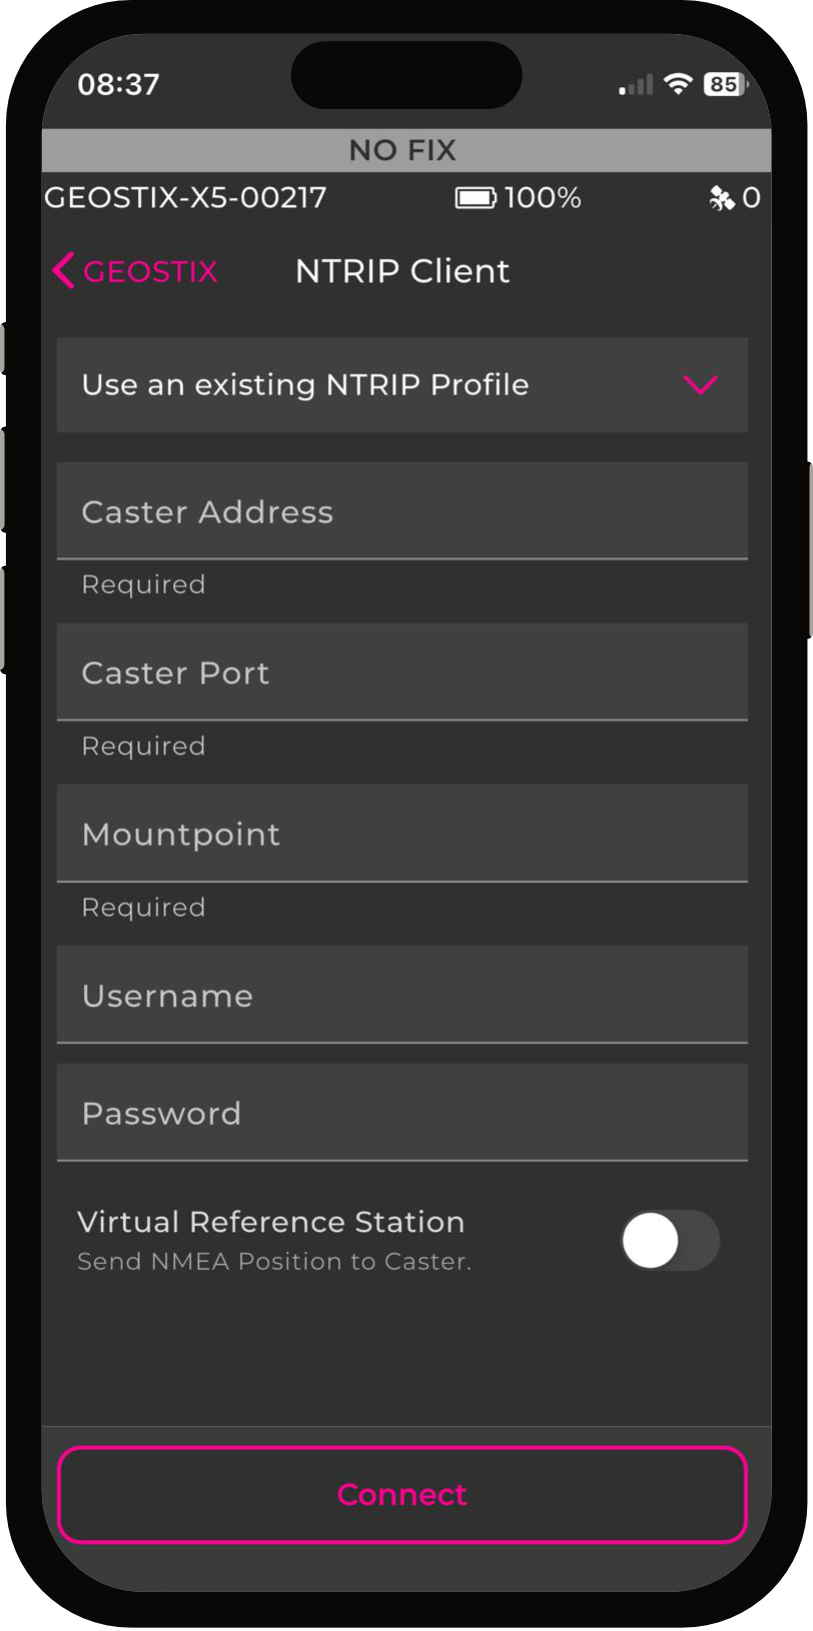 08:37 85
NO FIX
GEOSTIX-X5-00217 100% 0
GEOSTIX NTRIP Client
Use an existing NTRIP Profile
Caster Address
Required
Caster Port
Required
Mountpoint
Required
Username
Password
Virtual Reference Station
Send NMEA Position to Caster.
Connect